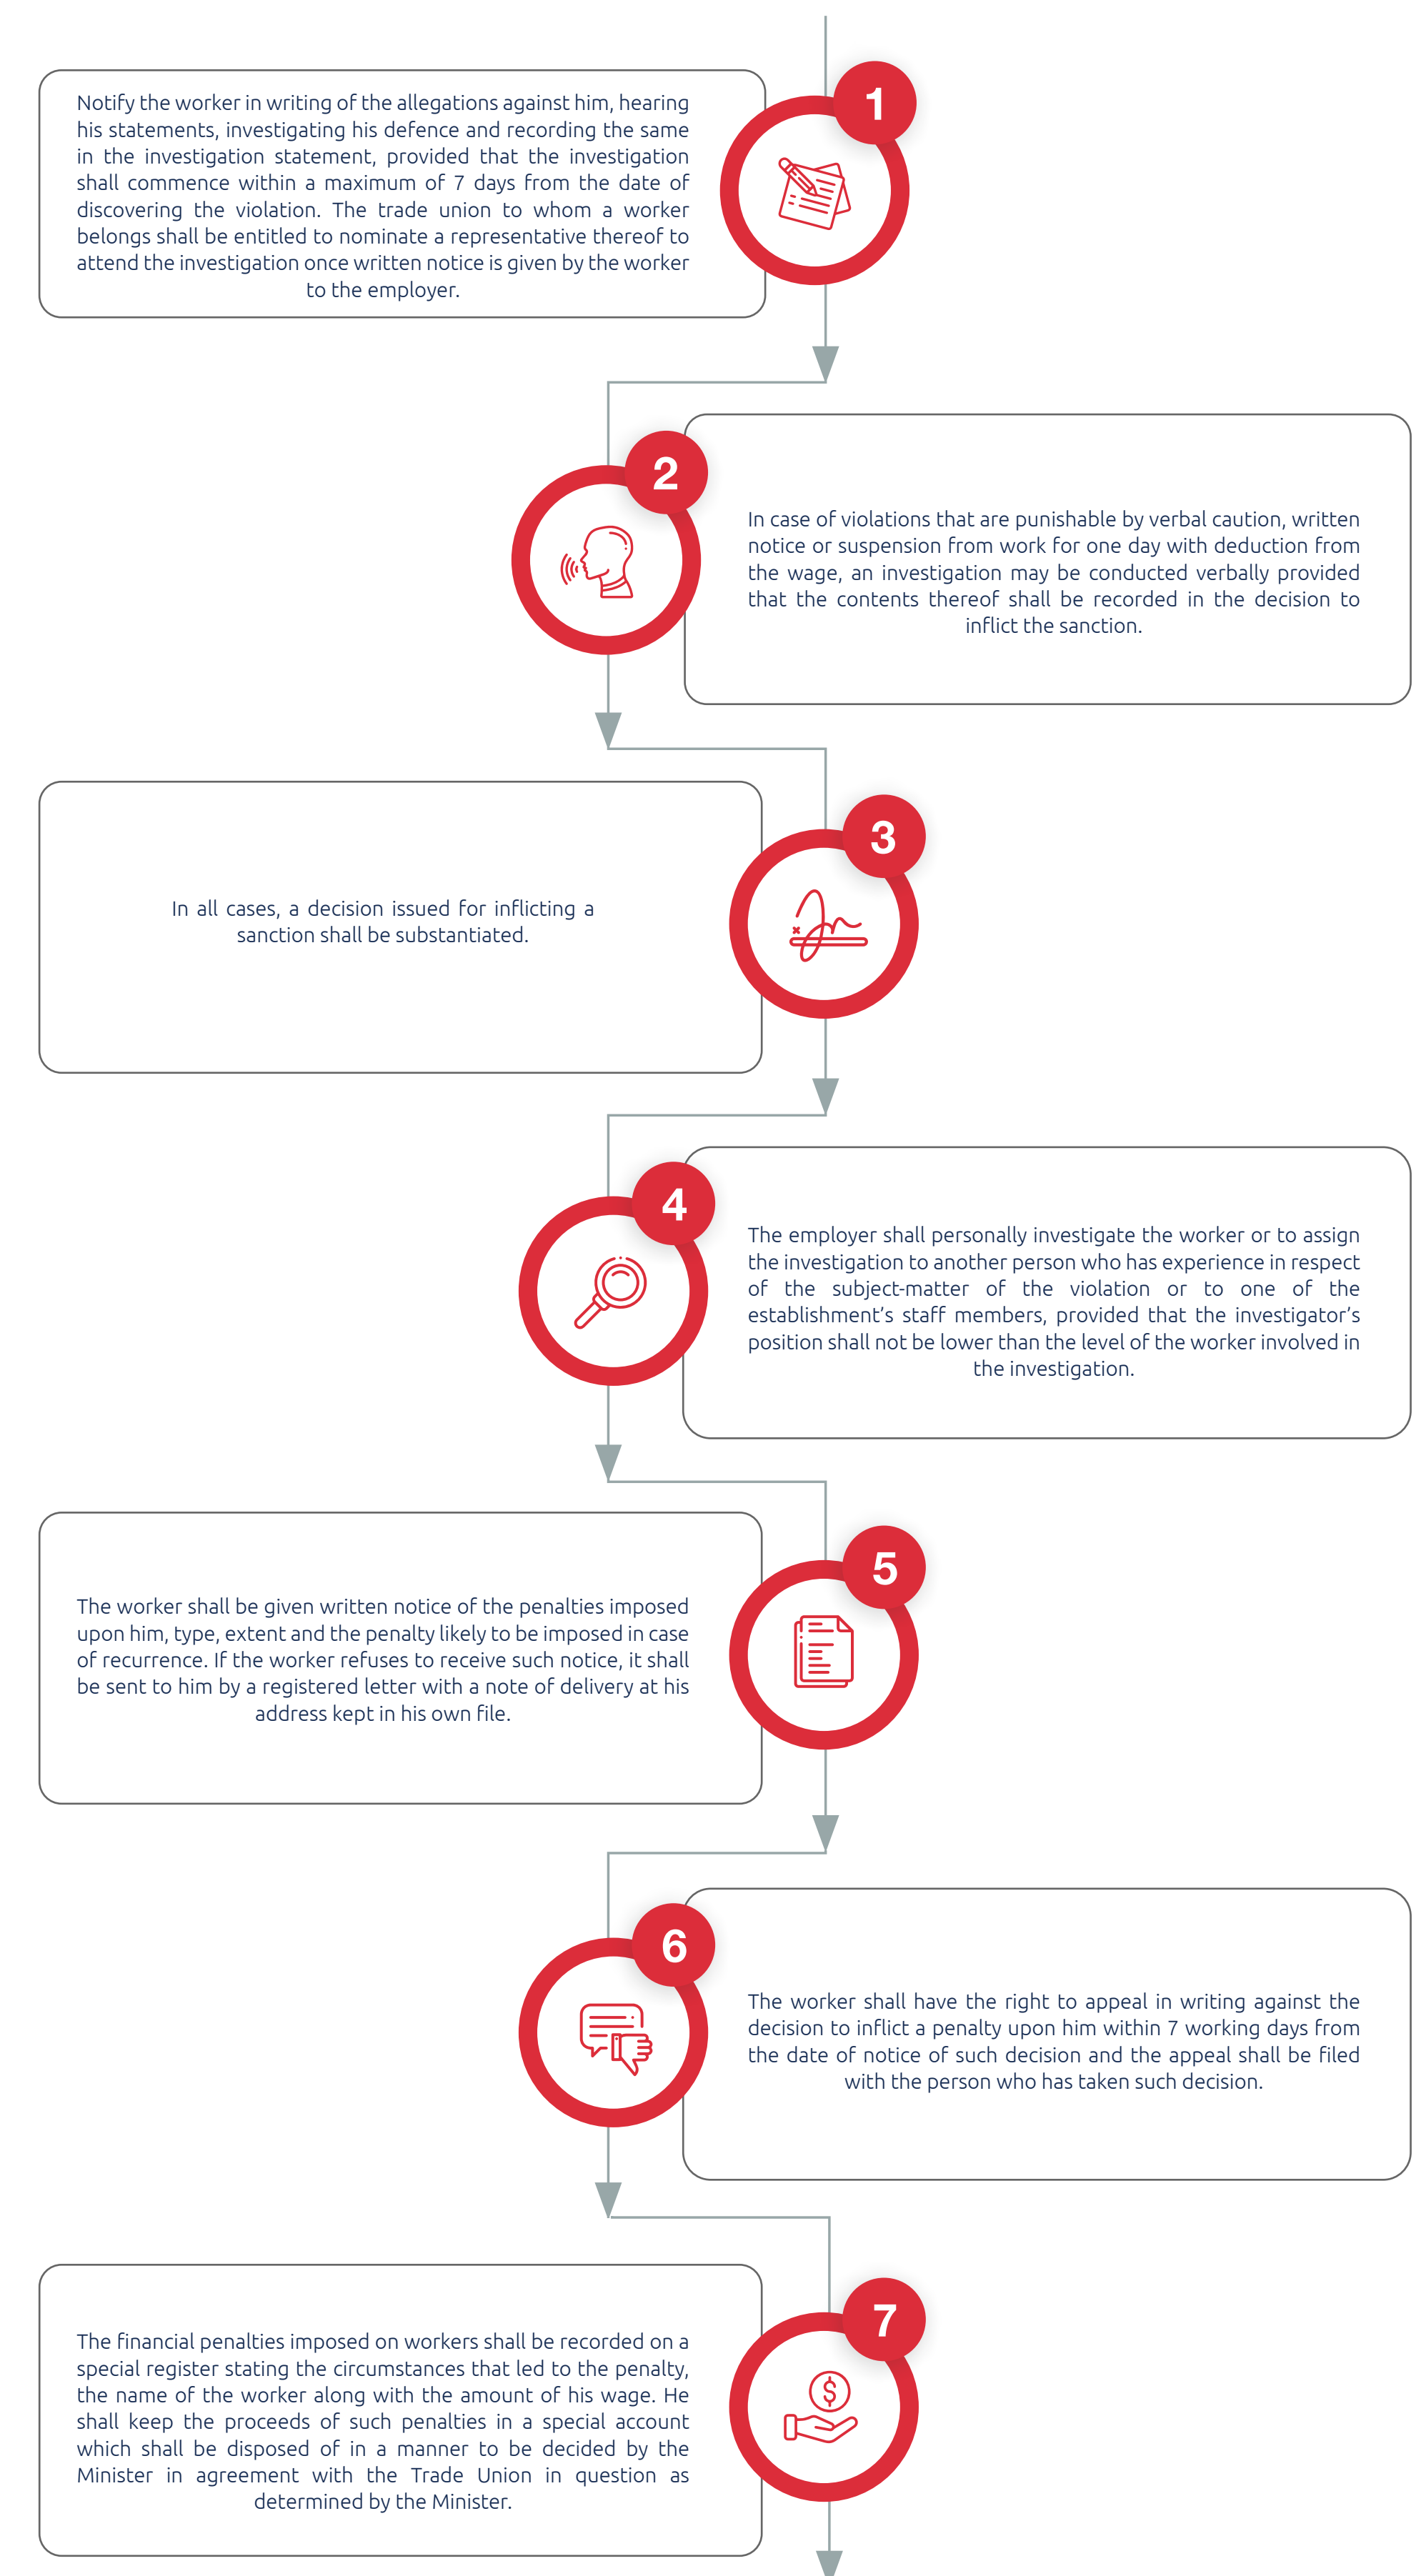 1
Notify the worker in writing of the allegations against him, hearing
his statements, investigating his defence and recording the same
in the investigation statement, provided that the investigation
shall commence within a maximum of 7 days from the date of
discovering the violation. The trade union to whom a worker
belongs shall be entitled to nominate a representative thereof to
attend the investigation once written notice is given by the worker
to the employer.
2
In case of violations that are punishable by verbal caution, written
notice or suspension from work for one day with deduction from
the wage, an investigation may be conducted verbally provided
that the contents thereof shall be recorded in the decision to
inflict the sanction.
3
In all cases, a decision issued for inflicting a
sanction shall be substantiated.
4
The employer shall personally investigate the worker or to assign
the investigation to another person who has experience in respect
of the subject-matter of the violation or to one of the
establishment’s staff members, provided that the investigator’s
position shall not be lower than the level of the worker involved in
the investigation.
5
The worker shall be given written notice of the penalties imposed
upon him, type, extent and the penalty likely to be imposed in case
of recurrence. If the worker refuses to receive such notice, it shall
be sent to him by a registered letter with a note of delivery at his
address kept in his own file.
6
The worker shall have the right to appeal in writing against the
decision to inflict a penalty upon him within 7 working days from
the date of notice of such decision and the appeal shall be filed
with the person who has taken such decision.
7
The financial penalties imposed on workers shall be recorded on a
special register stating the circumstances that led to the penalty,
the name of the worker along with the amount of his wage. He
shall keep the proceeds of such penalties in a special account
which shall be disposed of in a manner to be decided by the
Minister in agreement with the Trade Union in question as
determined by the Minister.
$